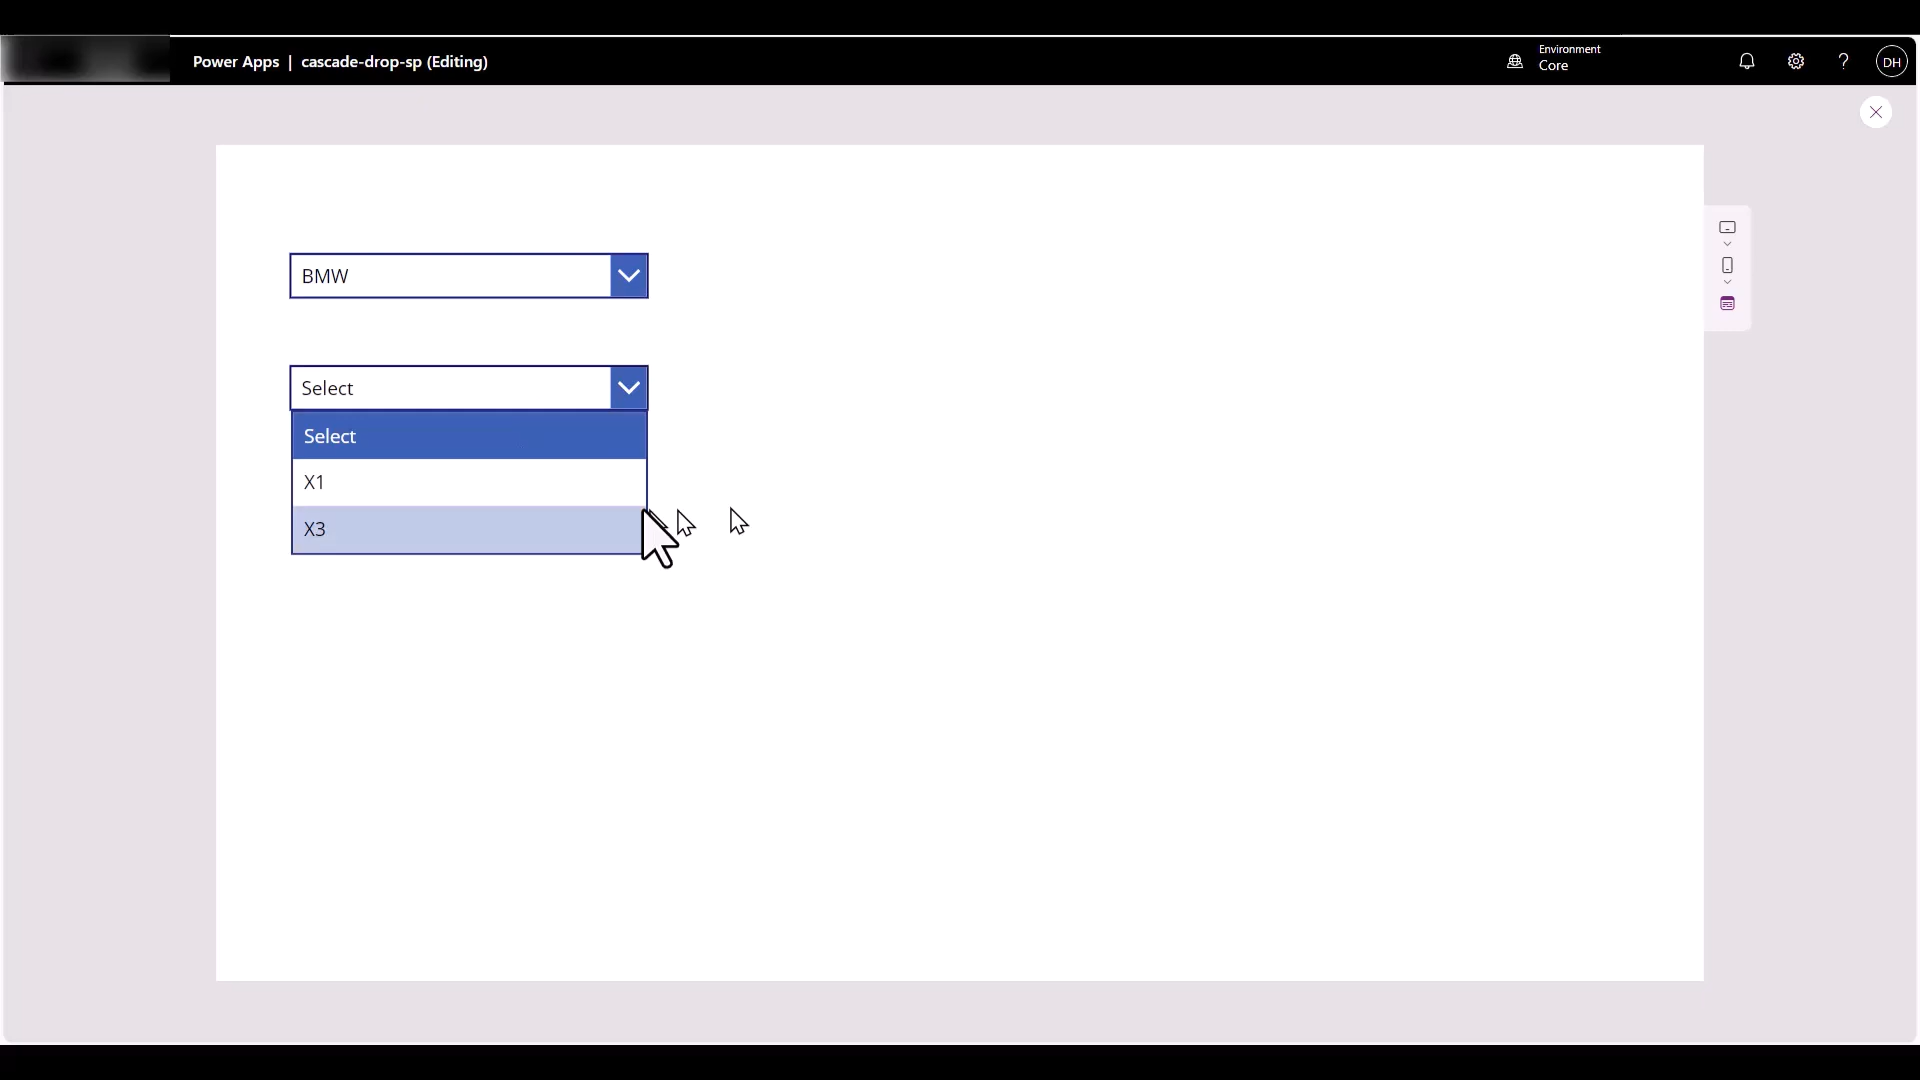 Power Apps | cascade-drop-sp (Editing)
Environment
Core
DH
BMW
Select
Select
X1
X3